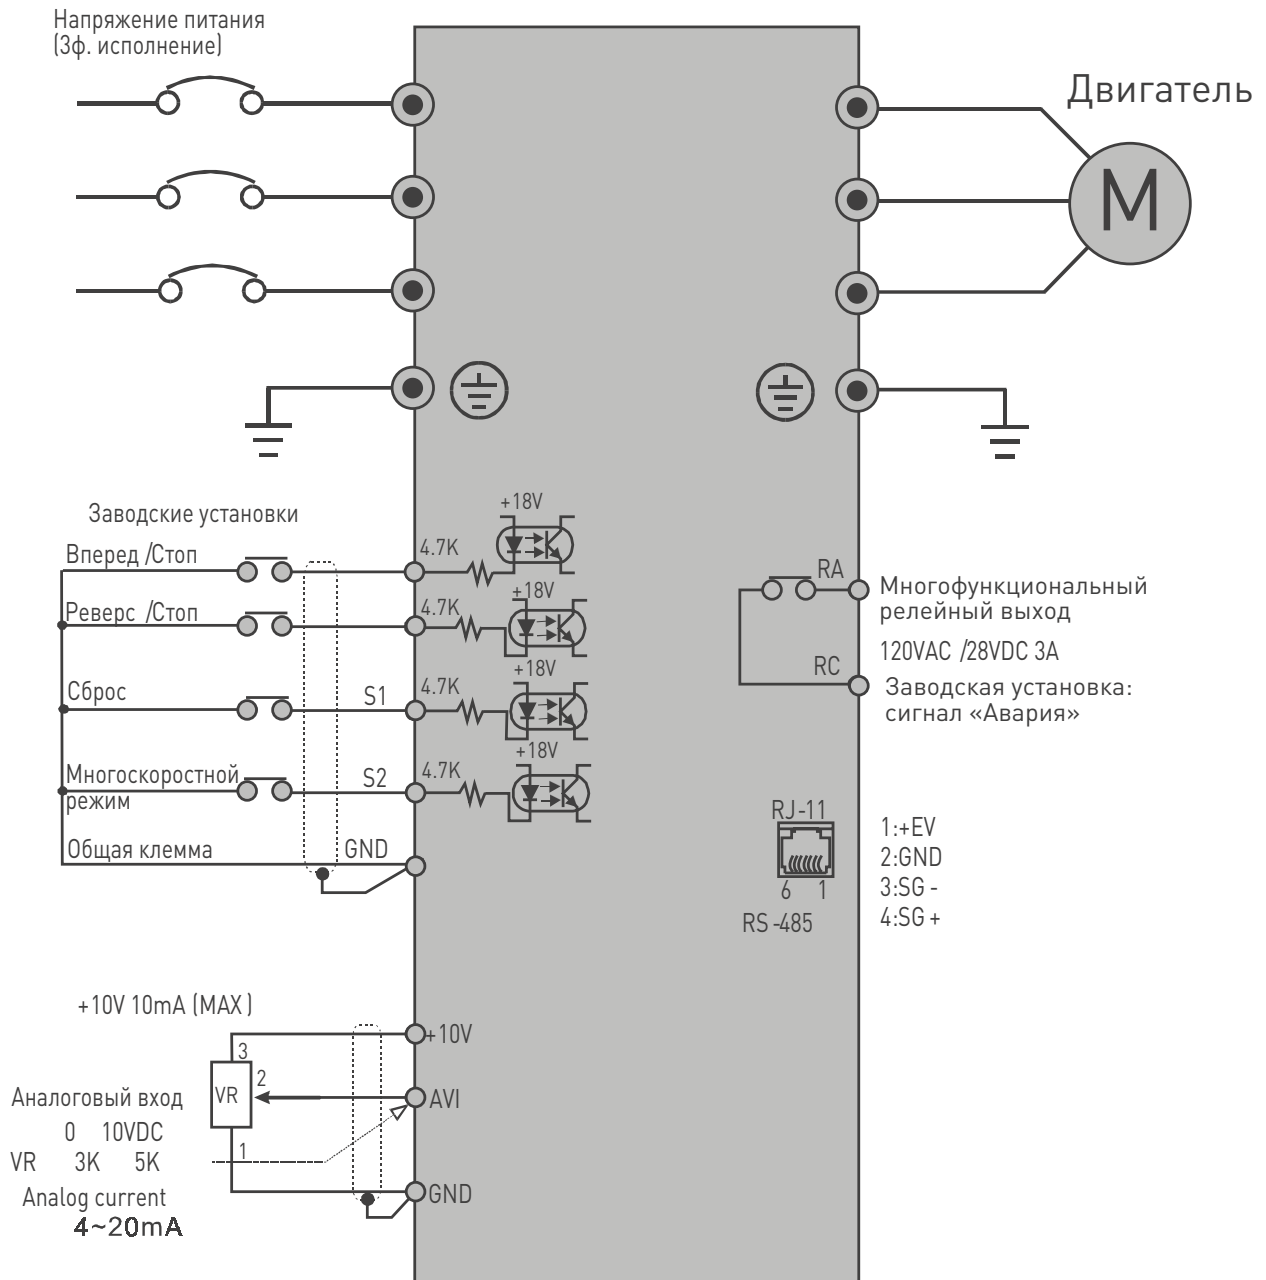 Напряжение питания
(3ф. исполнение)
Двигатель
M
Заводские установки
+18V
Вперед /Стоп
4.7K
+18V
Реверс /Стоп
4.7K
+18V
Сброс
S1
4.7K
+18V
Многоскоростной
режим
S2
4.7K
Общая клемма
GND
RA
Многофункциональный
релейный выход
120VAC /28VDC 3A
RC
Заводская установка:
сигнал «Авария»
RJ-11
6 1
RS -485
1:+EV
2:GND
3:SG -
4:SG +
+10V 10mA (MAX)
+10V
3
VR
2
AVI
Аналоговый вход
0 10VDC
1
VR 3K 5K
Analog current
4~20mA
GND